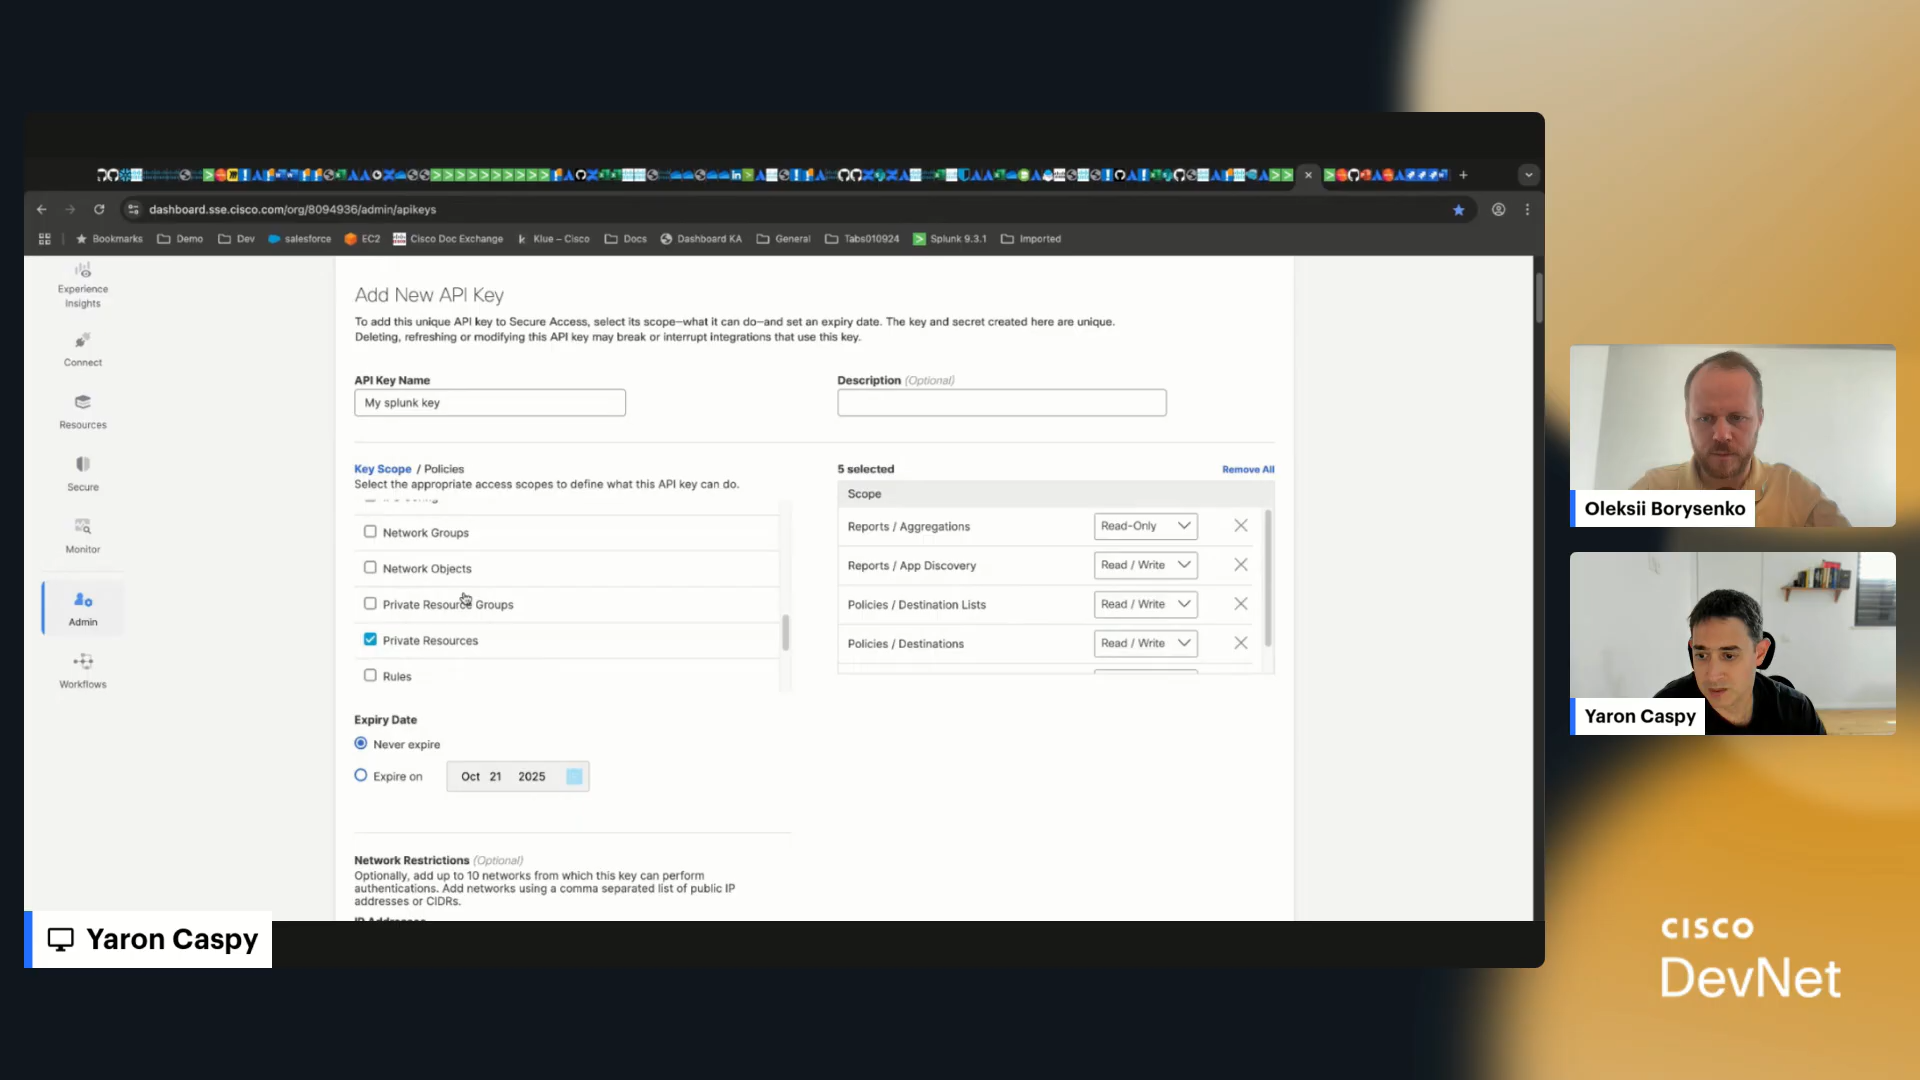 dashboard.sse.cisco.com/org/8094936/admin/apikeys
Bookmarks
Demo
Dev
salesforce
EC2
Cisco Doc Exchange
Klue – Cisco
Docs
Dashboard KA
General
Tabs010924
Splunk 9.3.1
Imported
Experience
Insights
Connect
Resources
Secure
Monitor
Admin
Workflows
Add New API Key
To add this unique API key to Secure Access, select its scope—what it can do—and set an expiry date. The key and secret created here are unique.
Deleting, refreshing or modifying this API key may break or interrupt integrations that use this key.
API Key Name
My splunk key
Description (Optional)
Key Scope / Policies
Select the appropriate access scopes to define what this API key can do.
Network Groups
Network Objects
Private Resource Groups
Private Resources
Rules
5 selected
Remove All
Scope
Reports / Aggregations
Read-Only
Reports / App Discovery
Read / Write
Policies / Destination Lists
Read / Write
Policies / Destinations
Read / Write
Expiry Date
Never expire
Expire on
Oct 21 2025
Network Restrictions (Optional)
Optionally, add up to 10 networks from which this key can perform
authentications. Add networks using a comma separated list of public IP
addresses or CIDRs.
IP Addresses
Yaron Caspy
Oleksii Borysenko
Yaron Caspy
CISCO
DevNet